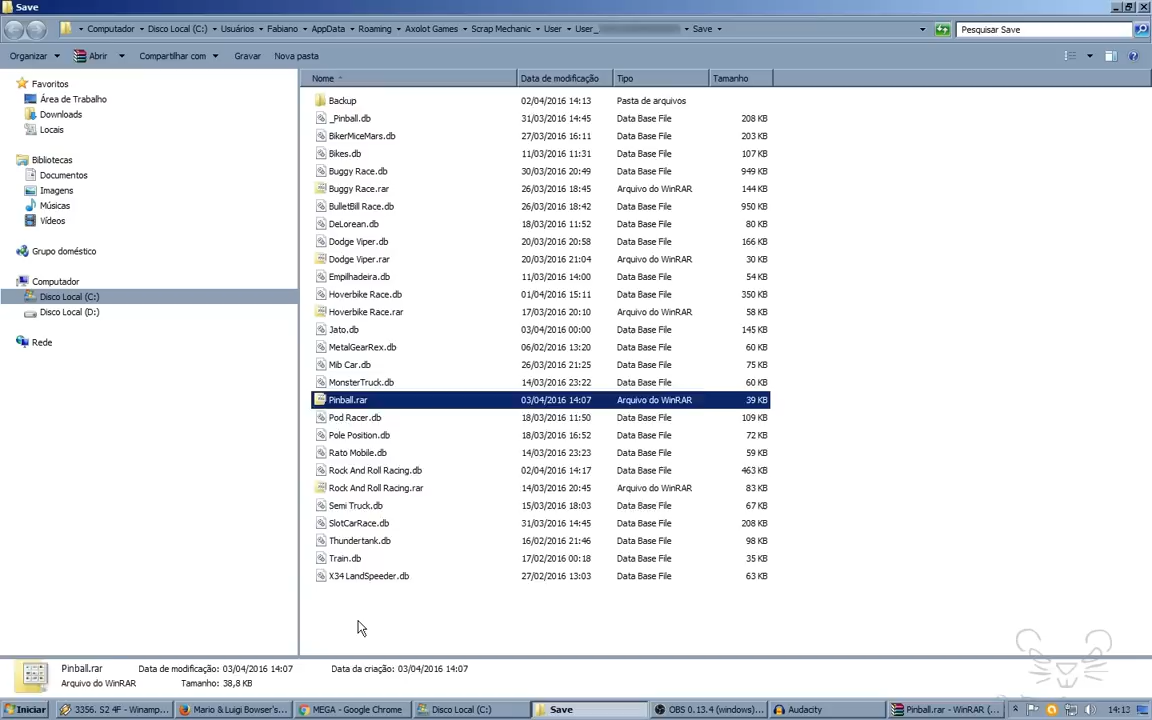 Save
Computador Disco Local (C:) Usuários Fabiano AppData Roaming Axolot Games Scrap Mechanic User User_ Save Pesquisar Save
Organizar Abrir Compartilhar com Gravar Nova pasta
Favoritos
Área de Trabalho
Downloads
Locais
Bibliotecas
Documentos
Imagens
Músicas
Vídeos
Grupo doméstico
Computador
Disco Local (C:)
Disco Local (D:)
Rede
Nome Data de modificação Tipo Tamanho
Backup 02/04/2016 14:13 Pasta de arquivos
_Pinball.db 31/03/2016 14:45 Data Base File 208 KB
BikerMiceMars.db 27/03/2016 16:11 Data Base File 203 KB
Bikes.db 11/03/2016 11:31 Data Base File 107 KB
Buggy Race.db 30/03/2016 20:49 Data Base File 949 KB
Buggy Race.rar 26/03/2016 18:45 Arquivo do WinRAR 144 KB
BulletBill Race.db 26/03/2016 18:42 Data Base File 950 KB
DeLorean.db 18/03/2016 11:52 Data Base File 80 KB
Dodge Viper.db 20/03/2016 20:58 Data Base File 166 KB
Dodge Viper.rar 20/03/2016 21:04 Arquivo do WinRAR 30 KB
Empilhadeira.db 11/03/2016 14:00 Data Base File 54 KB
Hoverbike Race.db 01/04/2016 15:11 Data Base File 350 KB
Hoverbike Race.rar 17/03/2016 20:10 Arquivo do WinRAR 58 KB
Jato.db 03/04/2016 00:00 Data Base File 145 KB
MetalGearRex.db 06/02/2016 13:20 Data Base File 60 KB
Mib Car.db 26/03/2016 21:25 Data Base File 75 KB
MonsterTruck.db 14/03/2016 23:22 Data Base File 60 KB
Pinball.rar 03/04/2016 14:07 Arquivo do WinRAR 39 KB
Pod Racer.db 18/03/2016 11:50 Data Base File 109 KB
Pole Position.db 18/03/2016 16:52 Data Base File 72 KB
Rato Mobile.db 14/03/2016 23:23 Data Base File 59 KB
Rock And Roll Racing.db 02/04/2016 14:17 Data Base File 463 KB
Rock And Roll Racing.rar 14/03/2016 20:45 Arquivo do WinRAR 83 KB
Semi Truck.db 15/03/2016 18:03 Data Base File 67 KB
SlotCarRace.db 31/03/2016 14:45 Data Base File 208 KB
Thundertank.db 16/02/2016 21:46 Data Base File 98 KB
Train.db 17/02/2016 00:18 Data Base File 35 KB
X34 LandSpeeder.db 27/02/2016 13:03 Data Base File 63 KB
Pinball.rar Data de modificação: 03/04/2016 14:07 Data da criação: 03/04/2016 14:07
Arquivo do WinRAR Tamanho: 38,8 KB
Iniciar 3356. S2 4F - Winamp... Mario & Luigi Bowser's... MEGA - Google Chrome Disco Local (C:) Save OBS 0.13.4 (windows)... Audacity Pinball.rar - WinRAR (... 14:13